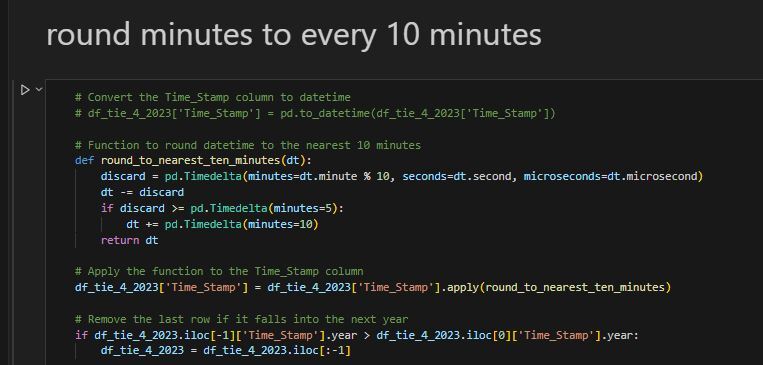 round minutes to every 10 minutes
# Convert the Time_Stamp column to datetime
# df_tie_4_2023['Time_Stamp'] = pd.to_datetime(df_tie_4_2023['Time_Stamp'])
# Function to round datetime to the nearest 10 minutes
def round_to_nearest_ten_minutes(dt):
    discard = pd.Timedelta(minutes=dt.minute % 10, seconds=dt.second, microseconds=dt.microsecond)
    dt -= discard
    if discard >= pd.Timedelta(minutes=5):
        dt += pd.Timedelta(minutes=10)
    return dt
# Apply the function to the Time_Stamp column
df_tie_4_2023['Time_Stamp'] = df_tie_4_2023['Time_Stamp'].apply(round_to_nearest_ten_minutes)
# Remove the last row if it falls into the next year
if df_tie_4_2023.iloc[-1]['Time_Stamp'].year > df_tie_4_2023.iloc[0]['Time_Stamp'].year:
    df_tie_4_2023 = df_tie_4_2023.iloc[:-1]